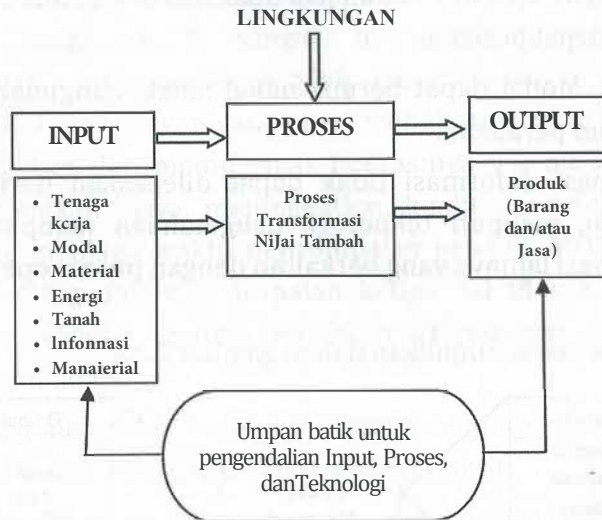 LINGKUNGAN
INPUT
PROSES
OUTPUT
• Tenaga
kerja
• Modal
• Material
• Energi
• Tanah
• Infonnasi
• Manaierial
Proses
Transformasi
NiJai Tambah
Produk
(Barang
dan/atau
Jasa)
Umpan batik untuk
pengendalian Input, Proses,
danTeknologi